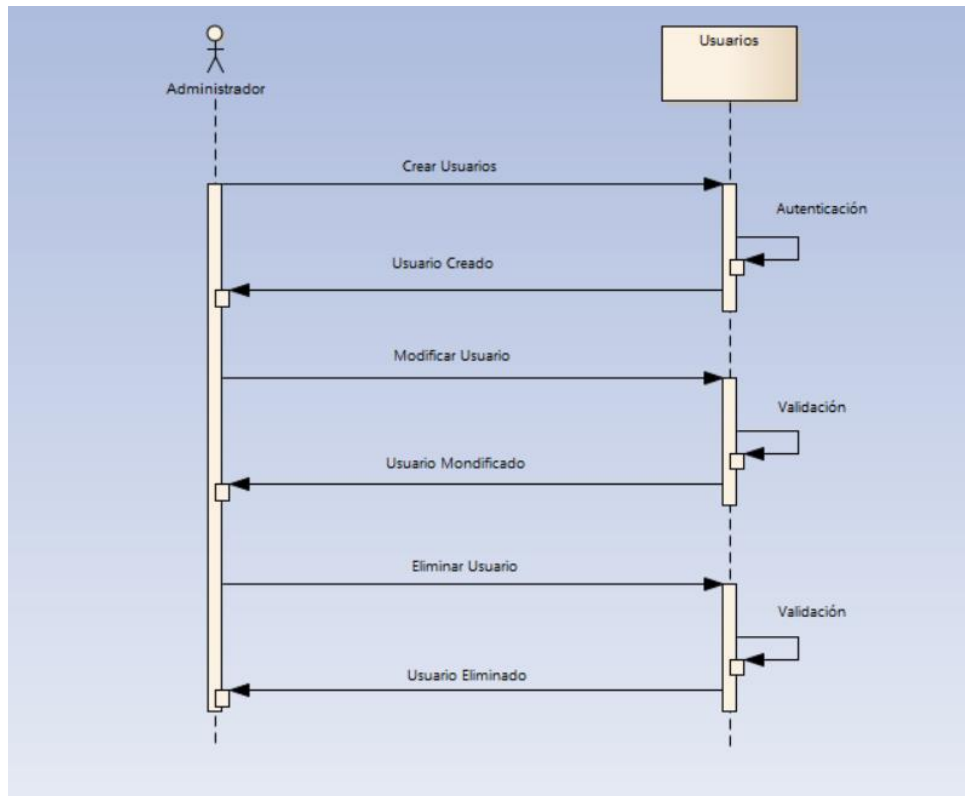 Usuarios
Administrador
Crear Usuarios
Autenticación
Usuario Creado
Modificar Usuario
Validación
Usuario Mondificado
Eliminar Usuario
Validación
Usuario Eliminado